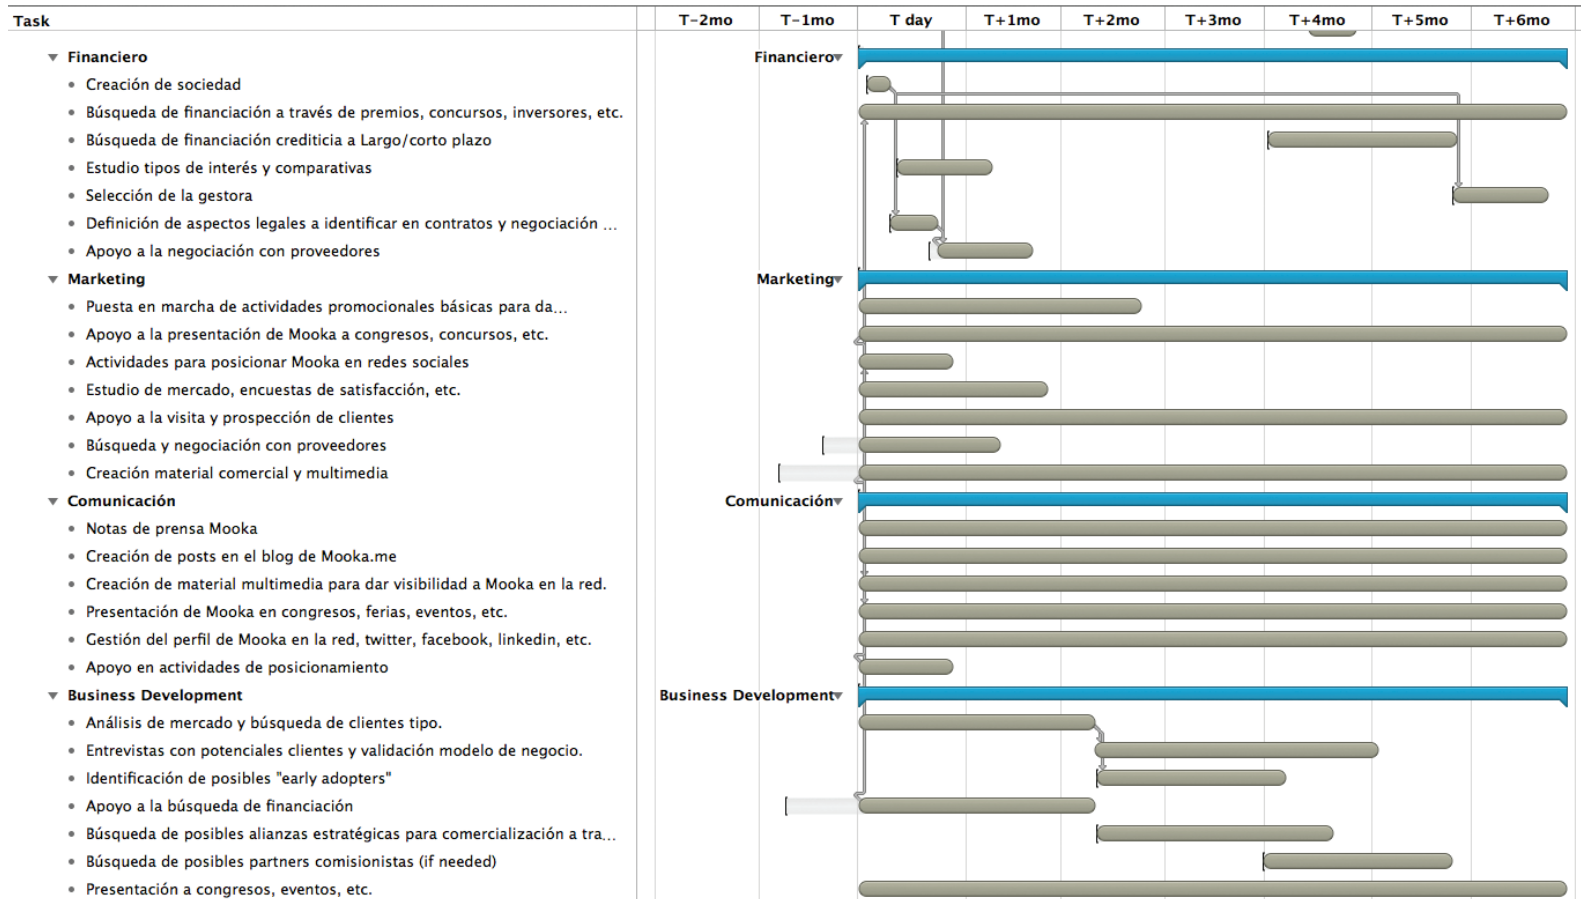 Task T-2mo T-1mo T day T+1mo T+2mo T+3mo T+4mo T+5mo T+6mo
Financiero Financiero
Creación de sociedad
Búsqueda de financiación a través de premios, concursos, inversores, etc.
Búsqueda de financiación crediticia a Largo/corto plazo
Estudio tipos de interés y comparativas
Selección de la gestora
Definición de aspectos legales a identificar en contratos y negociación ...
Apoyo a la negociación con proveedores
Marketing Marketing
Puesta en marcha de actividades promocionales básicas para da...
Apoyo a la presentación de Mooka a congresos, concursos, etc.
Actividades para posicionar Mooka en redes sociales
Estudio de mercado, encuestas de satisfacción, etc.
Apoyo a la visita y prospección de clientes
Búsqueda y negociación con proveedores
Creación material comercial y multimedia
Comunicación Comunicación
Notas de prensa Mooka
Creación de posts en el blog de Mooka.me
Creación de material multimedia para dar visibilidad a Mooka en la red.
Presentación de Mooka en congresos, ferias, eventos, etc.
Gestión del perfil de Mooka en la red, twitter, facebook, linkedin, etc.
Apoyo en actividades de posicionamiento
Business Development Business Development
Análisis de mercado y búsqueda de clientes tipo.
Entrevistas con potenciales clientes y validación modelo de negocio.
Identificación de posibles "early adopters"
Apoyo a la búsqueda de financiación
Búsqueda de posibles alianzas estratégicas para comercialización a tra...
Búsqueda de posibles partners comisionistas (if needed)
Presentación a congresos, eventos, etc.